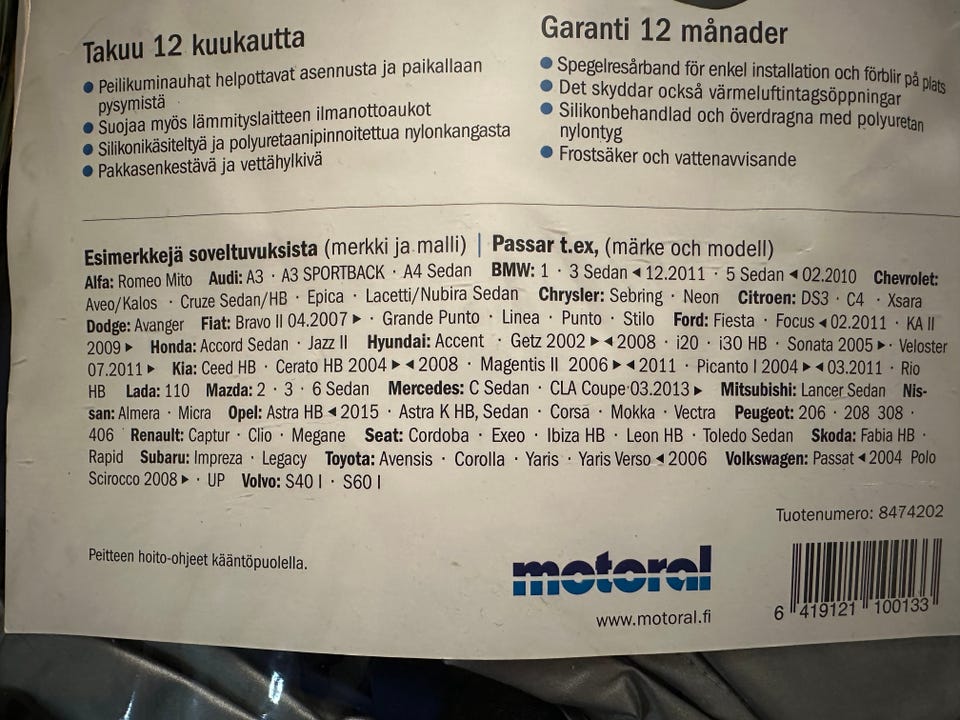 Takuu 12 kuukautta
● Peilikuminauhat helpottavat asennusta ja paikallaan
pysymistä
● Suojaa myös lämmityslaitteen ilmanottoaukot
● Silikonikäsiteltyä ja polyuretaanipinnoitettua nylonkangasta
● Pakkasenkestävä ja vettähylkivä
Garanti 12 månader
● Spegelresårband för enkel installation och förblir på plats
● Det skyddar också värmeluftintagsöppningar
● Silikonbehandlad och överdragna med polyuretan
nylontyg
● Frostsäker och vattenavvisande
Esimerkkejä soveltuvuksista (merkki ja malli) | Passar t.ex, (märke och modell)
Alfa: Romeo Mito Audi: A3 · A3 SPORTBACK · A4 Sedan BMW: 1 · 3 Sedan ◄ 12.2011 · 5 Sedan ◄ 02.2010 Chevrolet:
Aveo/Kalos · Cruze Sedan/HB · Epica · Lacetti/Nubira Sedan Chrysler: Sebring · Neon Citroen: DS3 · C4 · Xsara
Dodge: Avanger Fiat: Bravo II 04.2007 ► · Grande Punto · Linea · Punto · Stilo Ford: Fiesta · Focus ◄ 02.2011 · KA II
2009 ► Honda: Accord Sedan · Jazz II Hyundai: Accent · Getz 2002 ►◄ 2008 · i20 · i30 HB · Sonata 2005 ► · Veloster
07.2011 ► Kia: Ceed HB · Cerato HB 2004 ►◄ 2008 · Magentis II 2006 ►◄ 2011 · Picanto I 2004 ►◄ 03.2011 · Rio
HB Lada: 110 Mazda: 2 · 3 · 6 Sedan Mercedes: C Sedan · CLA Coupe·03.2013 ► Mitsubishi: Lancer Sedan Nis-
san: Almera · Micra Opel: Astra HB ◄ 2015 · Astra K HB, Sedan · Corsa · Mokka · Vectra Peugeot: 206 · 208 308 ·
406 Renault: Captur · Clio · Megane Seat: Cordoba · Exeo · Ibiza HB · Leon HB · Toledo Sedan Skoda: Fabia HB ·
Rapid Subaru: Impreza · Legacy Toyota: Avensis · Corolla · Yaris · Yaris Verso ◄ 2006 Volkswagen: Passat ◄ 2004 Polo
Scirocco 2008 ► · UP Volvo: S40 I · S60 I
Tuotenumero: 8474202
Peitteen hoito-ohjeet kääntöpuolella.
motoral
www.motoral.fi
6 419121 100133